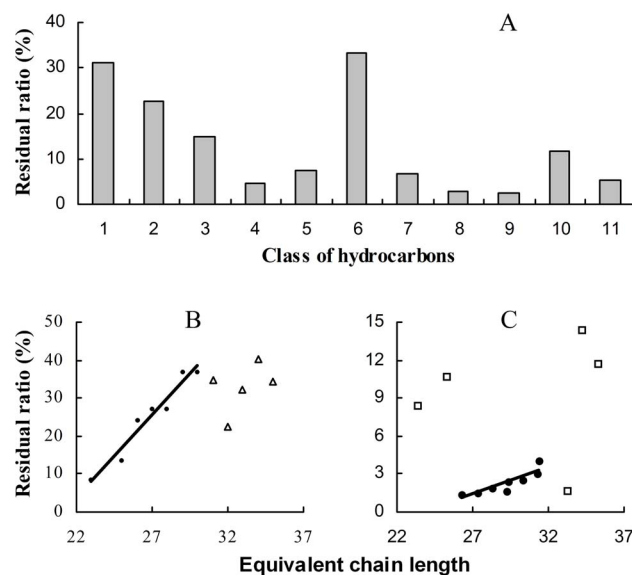 A
Residual ratio (%)
40
30
20
10
0
1 2 3 4 5 6 7 8 9 10 11
Class of hydrocarbons
B
Residual ratio (%)
50
40
30
20
10
0
22 27 32 37
C
15
12
9
6
3
0
22 27 32 37
Equivalent chain length